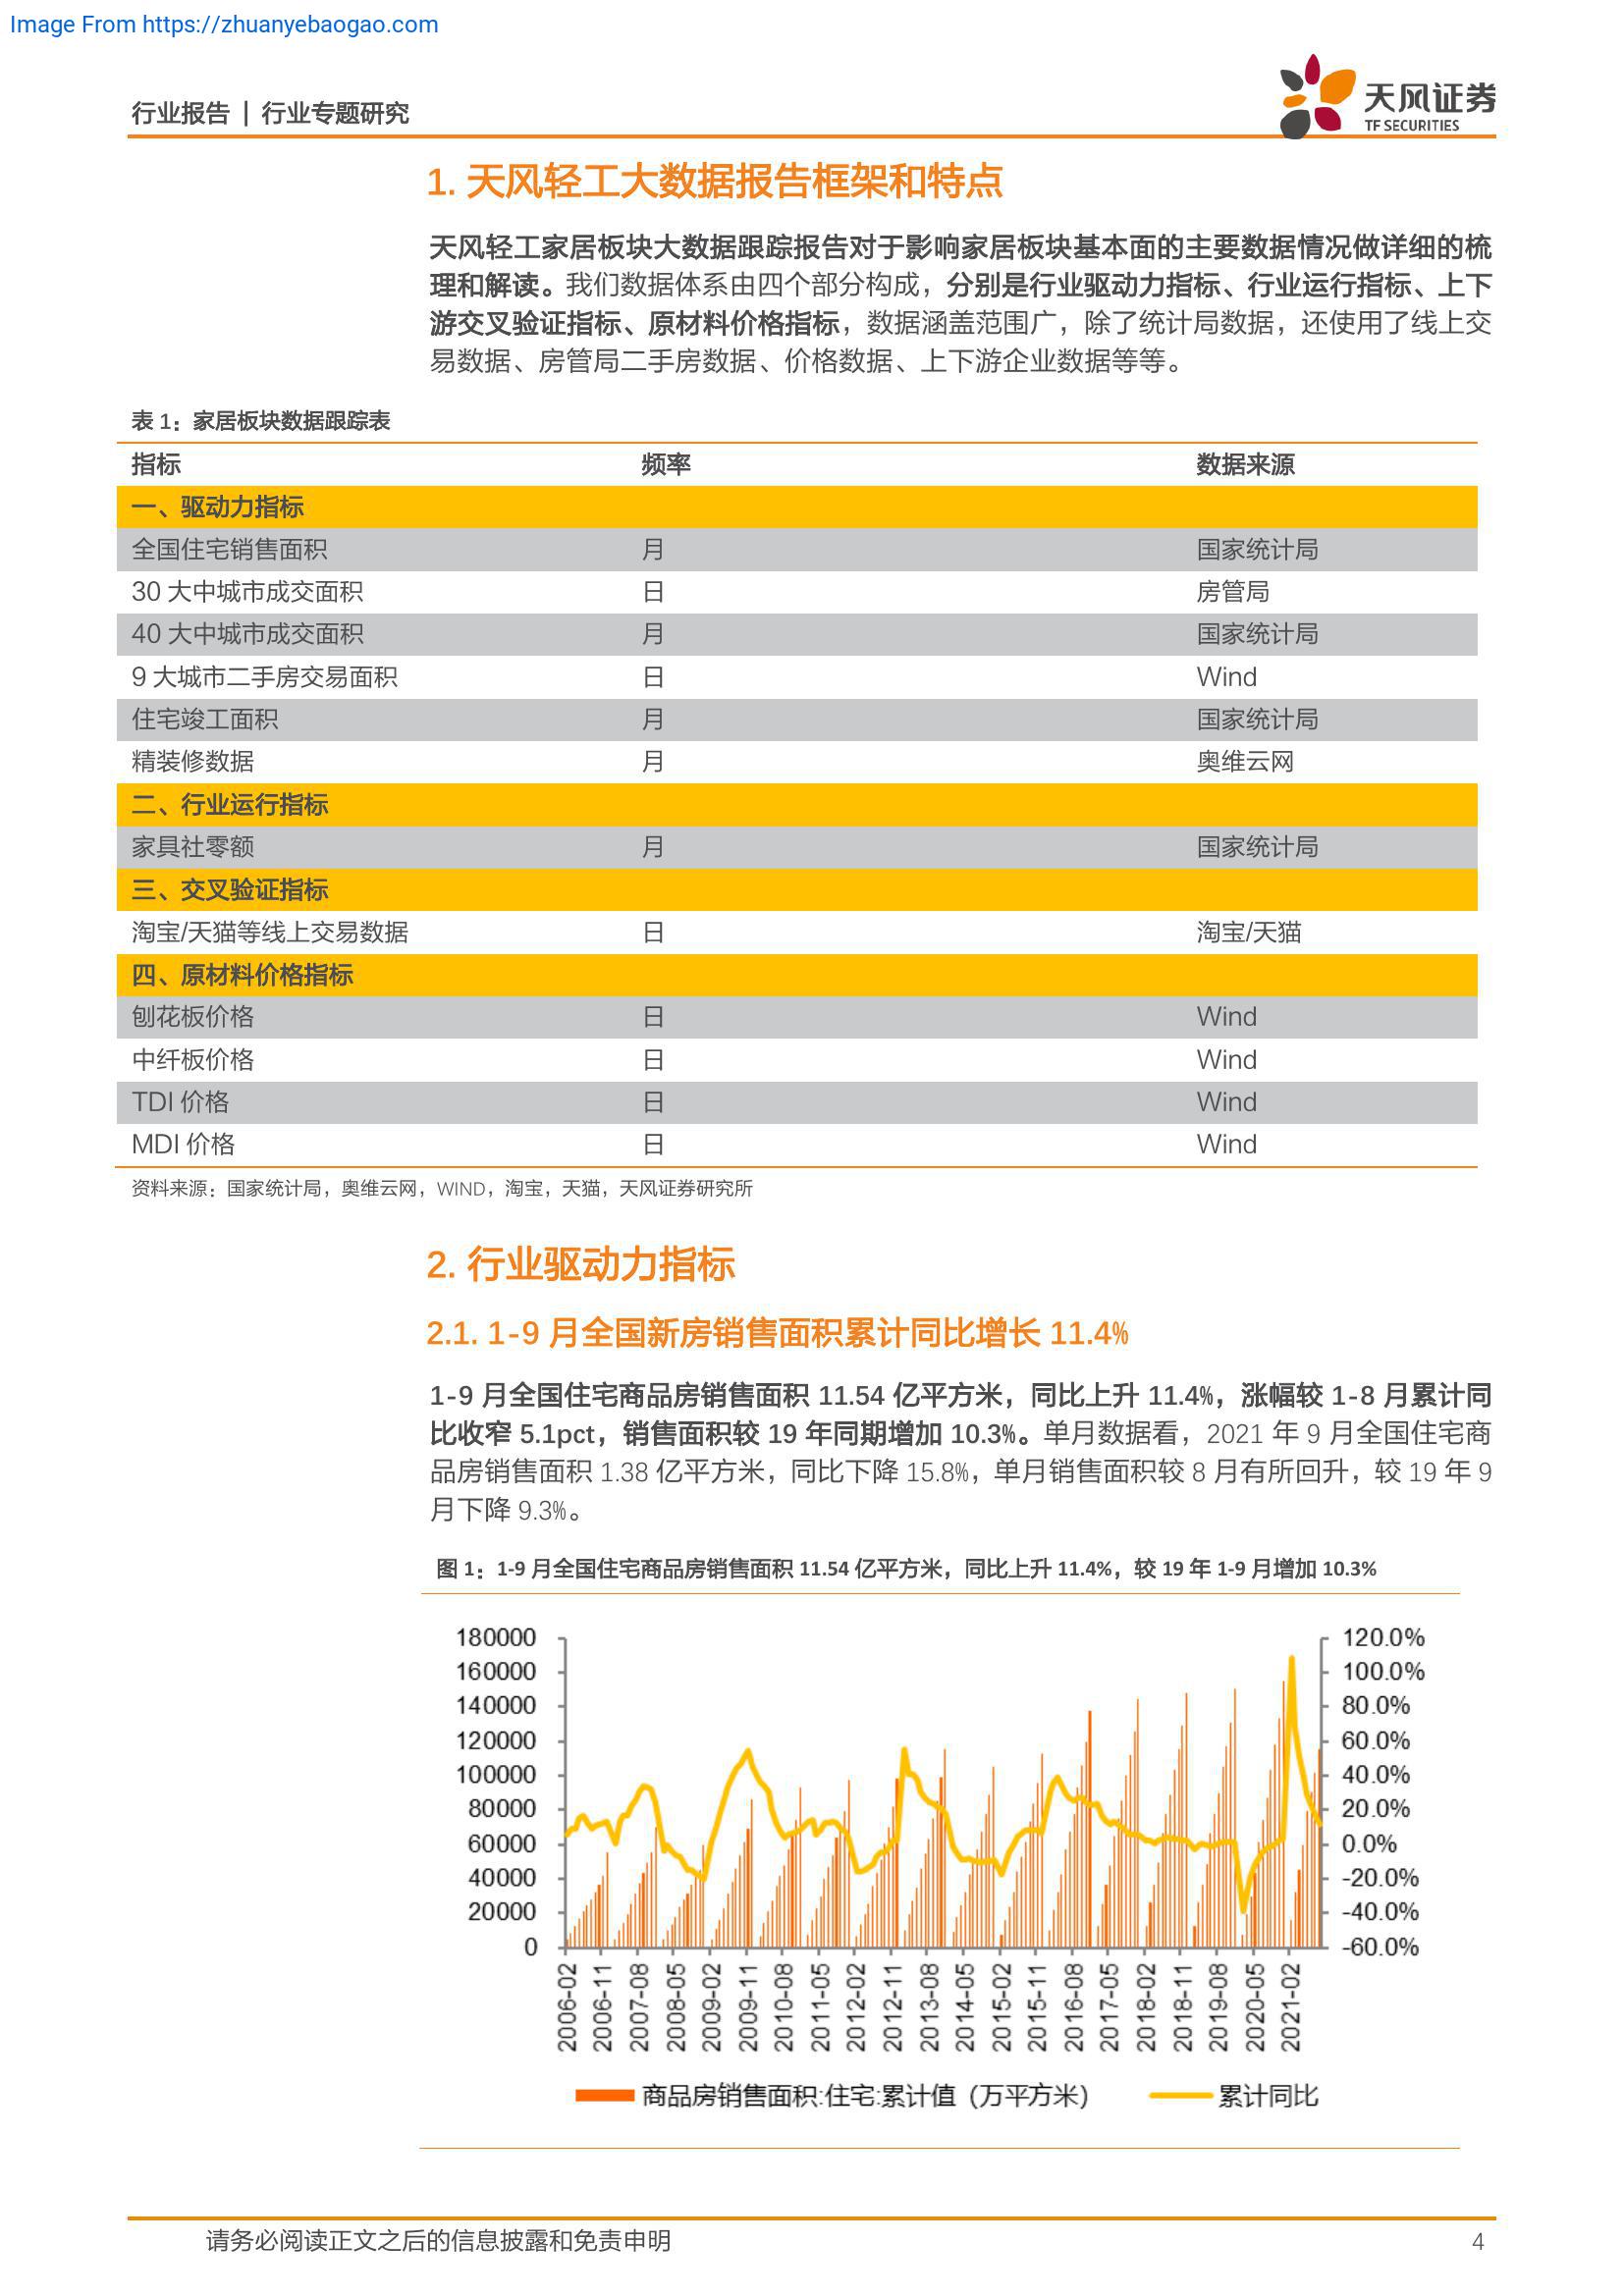 Image From https://zhuanyebaogao.com
行业报告 | 行业专题研究
天风证券
TF SECURITIES
1. 天风轻工大数据报告框架和特点
天风轻工家居板块大数据跟踪报告对于影响家居板块基本面的主要数据情况做详细的梳
理和解读。我们数据体系由四个部分构成，分别是行业驱动力指标、行业运行指标、上下
游交叉验证指标、原材料价格指标，数据涵盖范围广，除了统计局数据，还使用了线上交
易数据、房管局二手房数据、价格数据、上下游企业数据等等。
表 1：家居板块数据跟踪表
指标 频率 数据来源
一、驱动力指标
全国住宅销售面积 月 国家统计局
30 大中城市成交面积 日 房管局
40 大中城市成交面积 月 国家统计局
9 大城市二手房交易面积 日 Wind
住宅竣工面积 月 国家统计局
精装修数据 月 奥维云网
二、行业运行指标
家具社零额 月 国家统计局
三、交叉验证指标
淘宝/天猫等线上交易数据 日 淘宝/天猫
四、原材料价格指标
刨花板价格 日 Wind
中纤板价格 日 Wind
TDI 价格 日 Wind
MDI 价格 日 Wind
资料来源：国家统计局，奥维云网，WIND，淘宝，天猫，天风证券研究所
2. 行业驱动力指标
2.1. 1-9 月全国新房销售面积累计同比增长 11.4%
1-9 月全国住宅商品房销售面积 11.54 亿平方米，同比上升 11.4%，涨幅较 1-8 月累计同
比收窄 5.1pct，销售面积较 19 年同期增加 10.3%。单月数据看，2021 年 9 月全国住宅商
品房销售面积 1.38 亿平方米，同比下降 15.8%，单月销售面积较 8 月有所回升，较 19 年 9
月下降 9.3%。
图 1：1-9 月全国住宅商品房销售面积 11.54 亿平方米，同比上升 11.4%，较 19 年 1-9 月增加 10.3%
180000 120.0%
160000 100.0%
140000 80.0%
120000 60.0%
100000 40.0%
80000 20.0%
60000 0.0%
40000 -20.0%
20000 -40.0%
0 -60.0%
2006-02
2006-11
2007-08
2008-05
2009-02
2009-11
2010-08
2011-05
2012-02
2012-11
2013-08
2014-05
2015-02
2015-11
2016-08
2017-05
2018-02
2018-11
2019-08
2020-05
2021-02
商品房销售面积:住宅:累计值（万平方米） 累计同比
请务必阅读正文之后的信息披露和免责申明 4